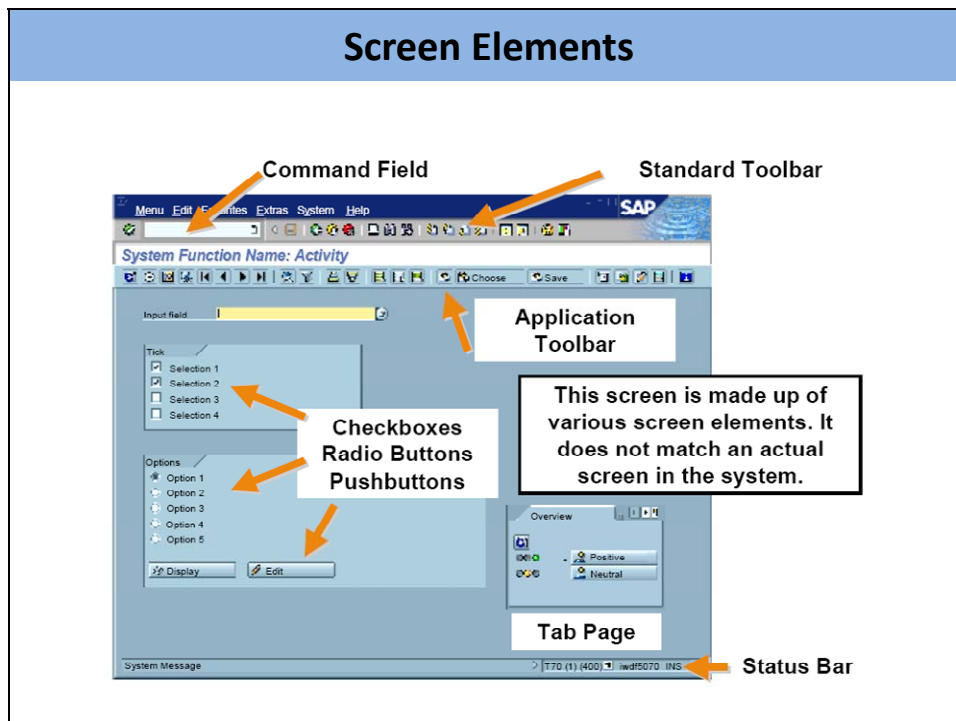 Screen Elements
Command Field
Standard Toolbar
Menu Edit Extras System Help
SAP
System Function Name: Activity
Choose Save
Input field
Application
Toolbar
Tick
Selection 1
Selection 2
Selection 3
Selection 4
This screen is made up of
various screen elements. It
does not match an actual
screen in the system.
Checkboxes
Radio Buttons
Pushbuttons
Options
Option 1
Option 2
Option 3
Option 4
Option 5
Display Edit
Overview
Positive
Neutral
Tab Page
System Message
T70 (1) (400) iwdf5070 INS
Status Bar